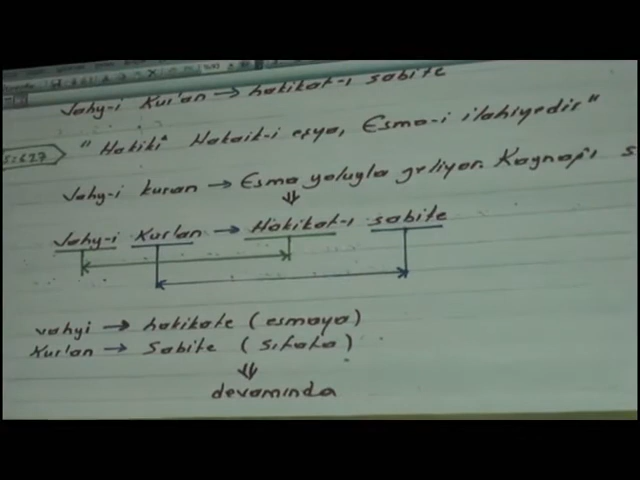 Vahy-i Kur'an → hakikat-ı sabite
"Hakiki Hakaik-i eşya, Esma-i ilahiyedir"
S:627
Vahy-i kuran → Esma yoluyla geliyor. Kaynağı s
⇓
Vahy-i Kur'an → Hakikat-ı sabite
vahyi → hakikate (esmaya)
Kur'an → Sabite (sıfata)
⇓
devamında